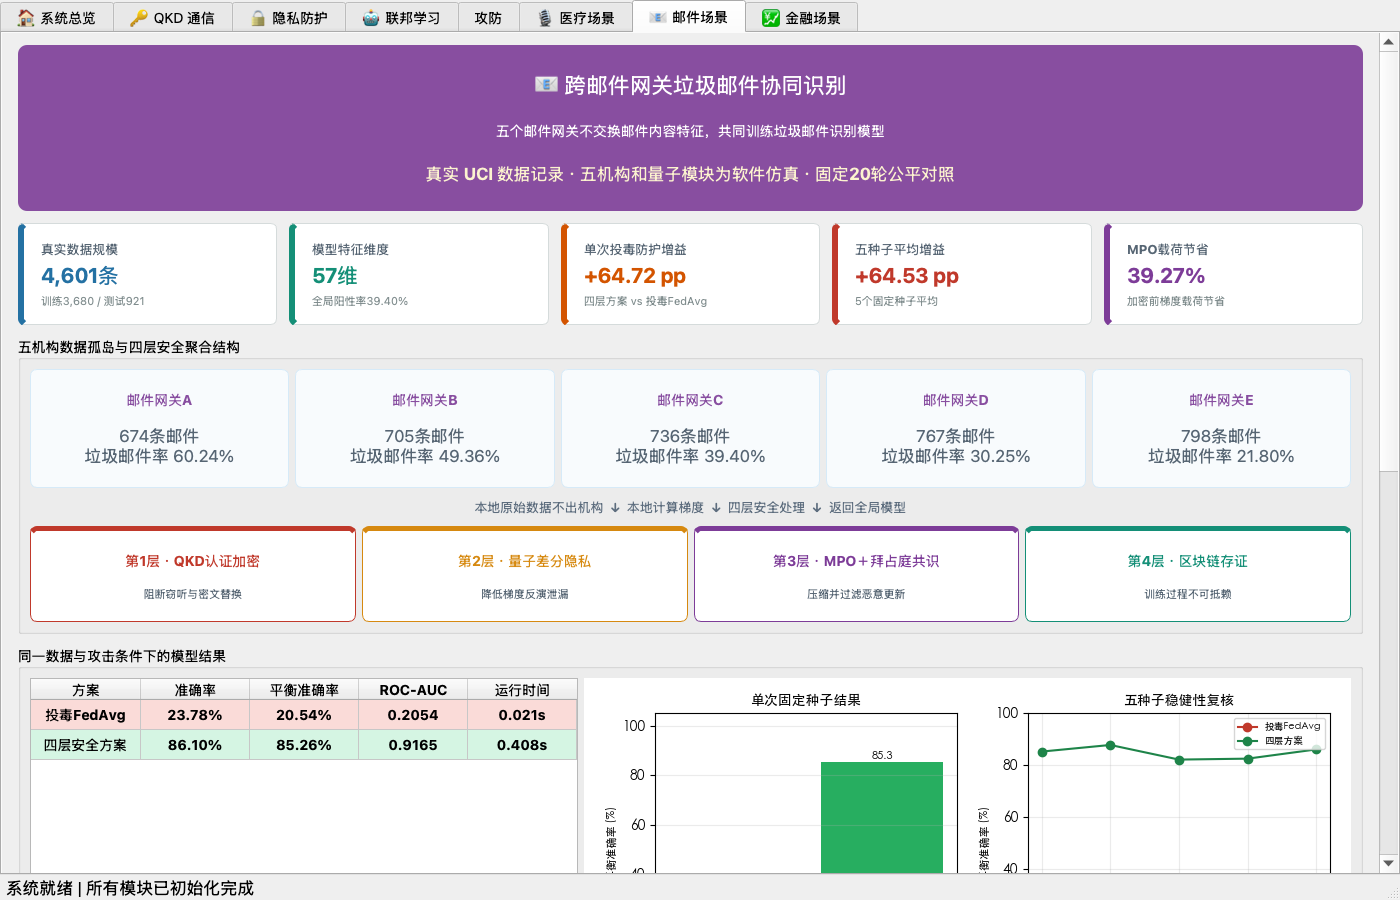 系统总览
QKD 通信
隐私防护
联邦学习
攻防
医疗场景
邮件场景
金融场景
跨邮件网关垃圾邮件协同识别
五个邮件网关不交换邮件内容特征，共同训练垃圾邮件识别模型
真实 UCI 数据记录 · 五机构和量子模块为软件仿真 · 固定20轮公平对照
真实数据规模
4,601条
训练3,680 / 测试921
模型特征维度
57维
全局阳性率39.40%
单次投毒防护增益
+64.72 pp
四层方案 vs 投毒FedAvg
五种子平均增益
+64.53 pp
5个固定种子平均
MPO载荷节省
39.27%
加密前梯度载荷节省
五机构数据孤岛与四层安全聚合结构
邮件网关A
674条邮件
垃圾邮件率 60.24%
邮件网关B
705条邮件
垃圾邮件率 49.36%
邮件网关C
736条邮件
垃圾邮件率 39.40%
邮件网关D
767条邮件
垃圾邮件率 30.25%
邮件网关E
798条邮件
垃圾邮件率 21.80%
本地原始数据不出机构 ↓ 本地计算梯度 ↓ 四层安全处理 ↓ 返回全局模型
第1层 · QKD认证加密
阻断窃听与密文替换
第2层 · 量子差分隐私
降低梯度反演泄漏
第3层 · MPO＋拜占庭共识
压缩并过滤恶意更新
第4层 · 区块链存证
训练过程不可抵赖
同一数据与攻击条件下的模型结果
方案 准确率 平衡准确率 ROC-AUC 运行时间
投毒FedAvg 23.78% 20.54% 0.2054 0.021s
四层安全方案 86.10% 85.26% 0.9165 0.408s
单次固定种子结果
100
80
60
40
85.3
衡准确率 (%)
五种子稳健性复核
100
80
60
40
衡准确率 (%)
投毒FedAvg
四层方案
系统就绪 | 所有模块已初始化完成